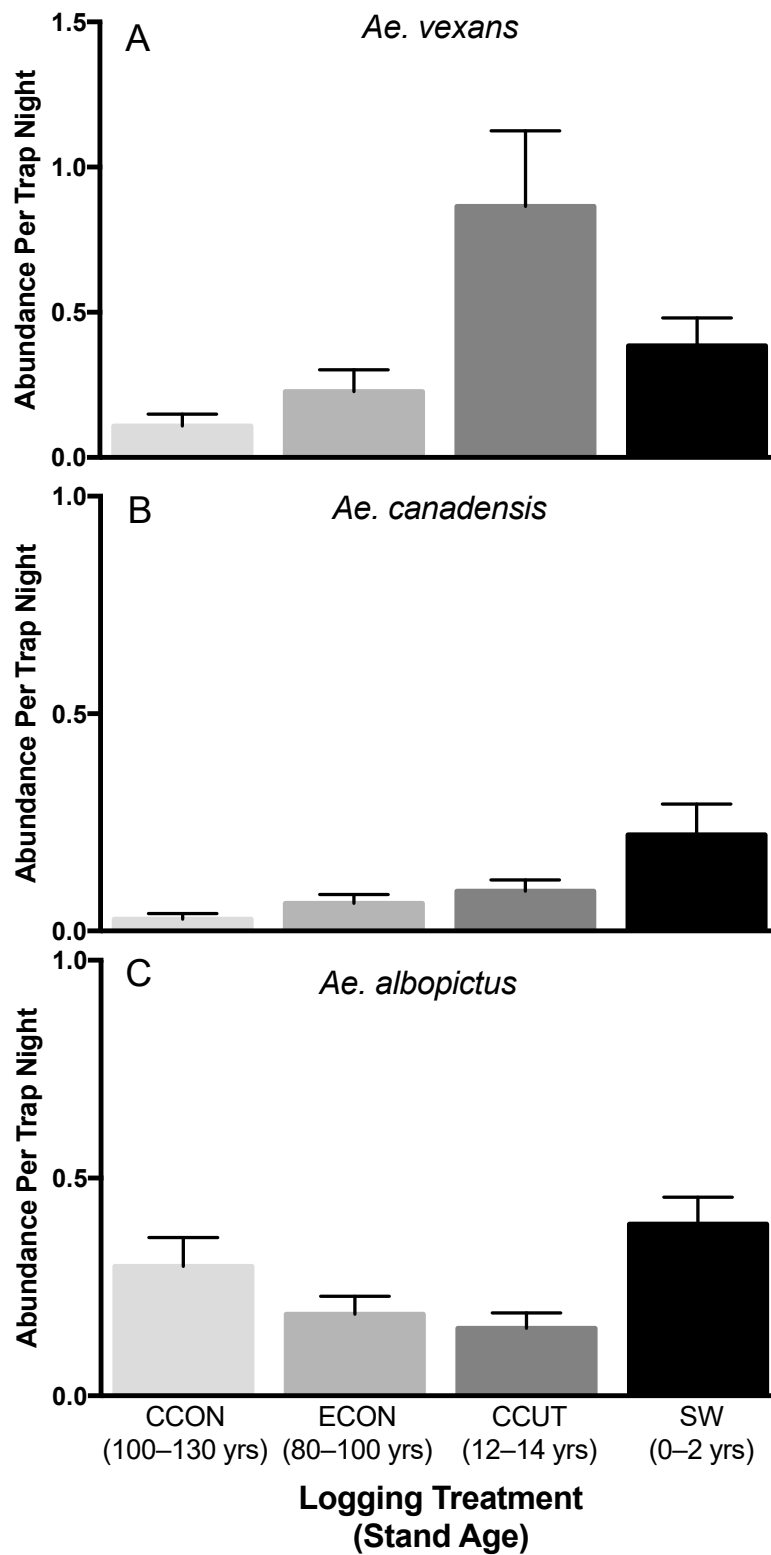 A
Ae. vexans
Abundance Per Trap Night
1.5
1.0
0.5
0.0
B
Ae. canadensis
Abundance Per Trap Night
1.0
0.5
0.0
C
Ae. albopictus
Abundance Per Trap Night
1.0
0.5
0.0
CCON ECON CCUT SW
(100–130 yrs) (80–100 yrs) (12–14 yrs) (0–2 yrs)
Logging Treatment
(Stand Age)